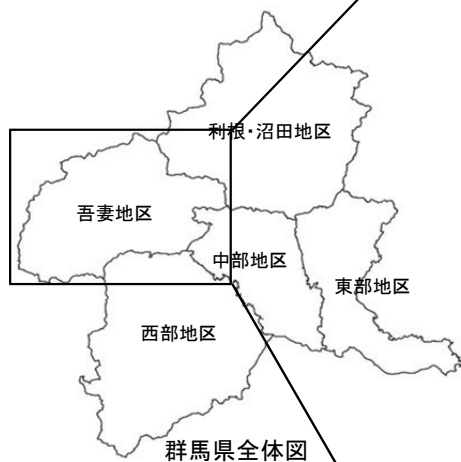 利根・沼田地区
吾妻地区
中部地区
東部地区
西部地区
群馬県全体図